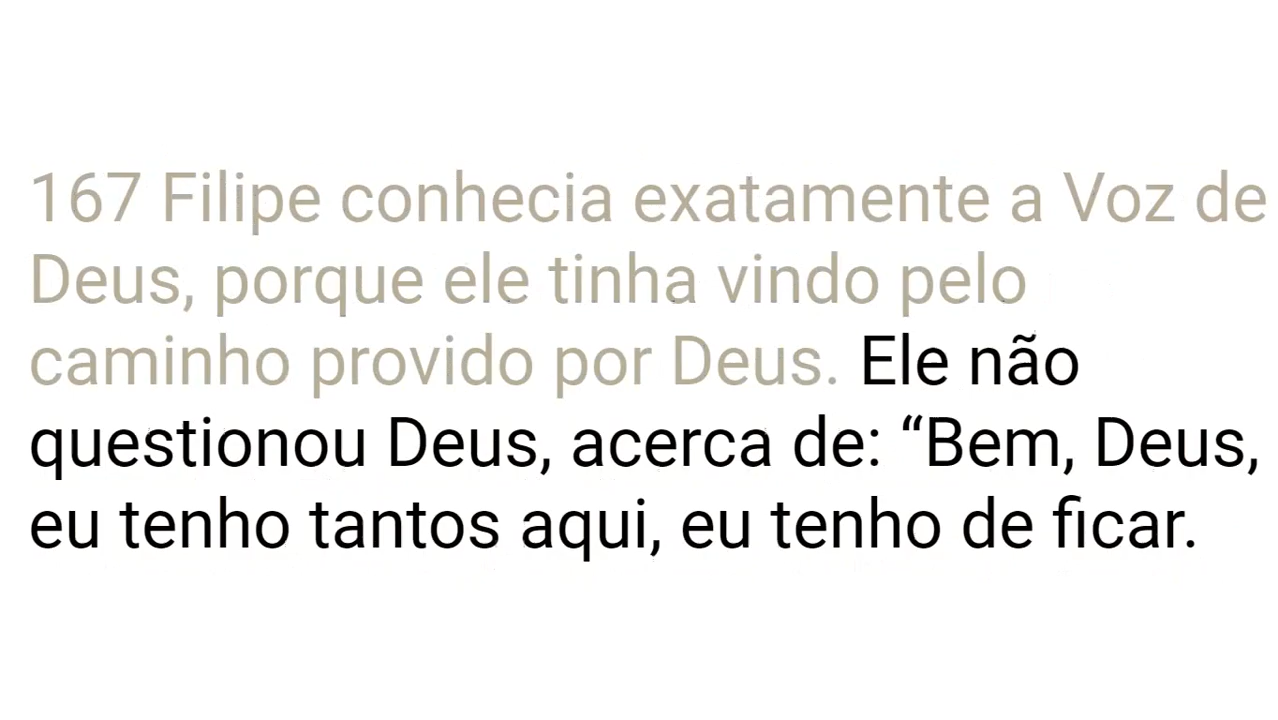 167 Filipe conhecia exatamente a Voz de
Deus, porque ele tinha vindo pelo
caminho provido por Deus. Ele não
questionou Deus, acerca de: “Bem, Deus,
eu tenho tantos aqui, eu tenho de ficar.